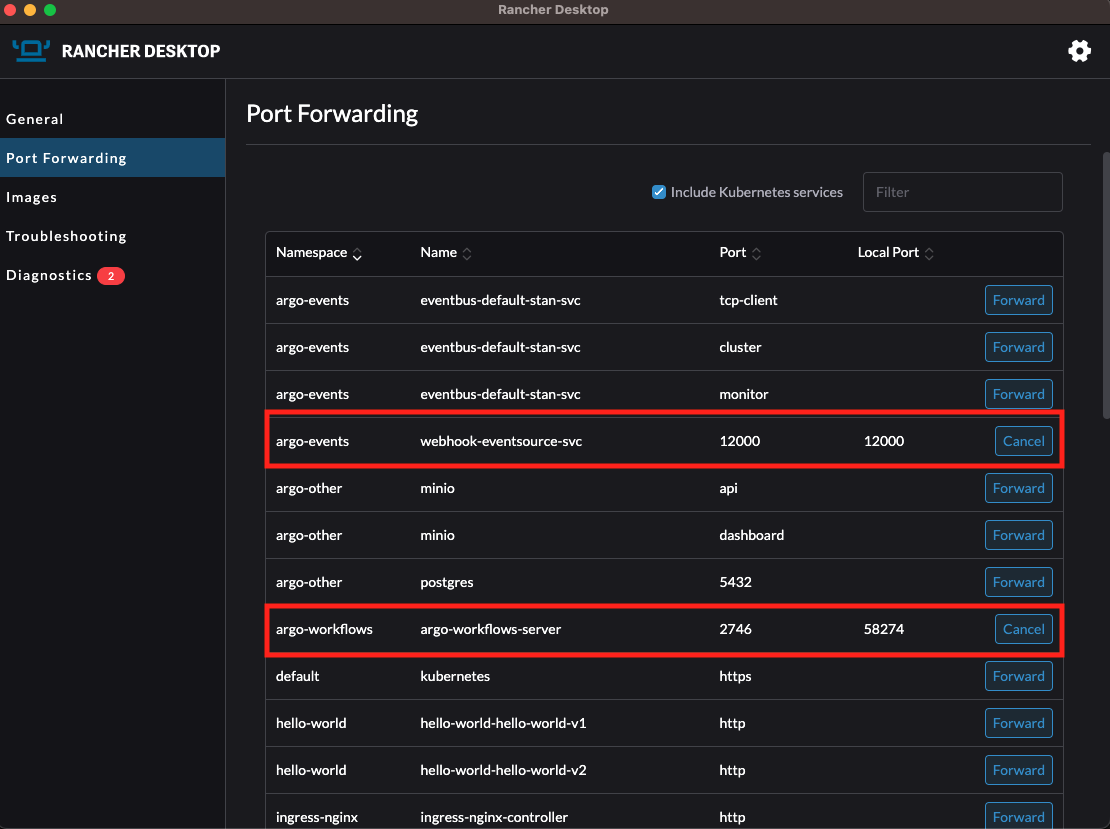 Rancher Desktop
RANCHER DESKTOP
General
Port Forwarding
Images
Troubleshooting
Diagnostics 2
Port Forwarding
Include Kubernetes services Filter
Namespace Name Port Local Port
argo-events eventbus-default-stan-svc tcp-client Forward
argo-events eventbus-default-stan-svc cluster Forward
argo-events eventbus-default-stan-svc monitor Forward
argo-events webhook-eventsource-svc 12000 12000 Cancel
argo-other minio api Forward
argo-other minio dashboard Forward
argo-other postgres 5432 Forward
argo-workflows argo-workflows-server 2746 58274 Cancel
default kubernetes https Forward
hello-world hello-world-hello-world-v1 http Forward
hello-world hello-world-hello-world-v2 http Forward
ingress-nginx ingress-nginx-controller http Forward